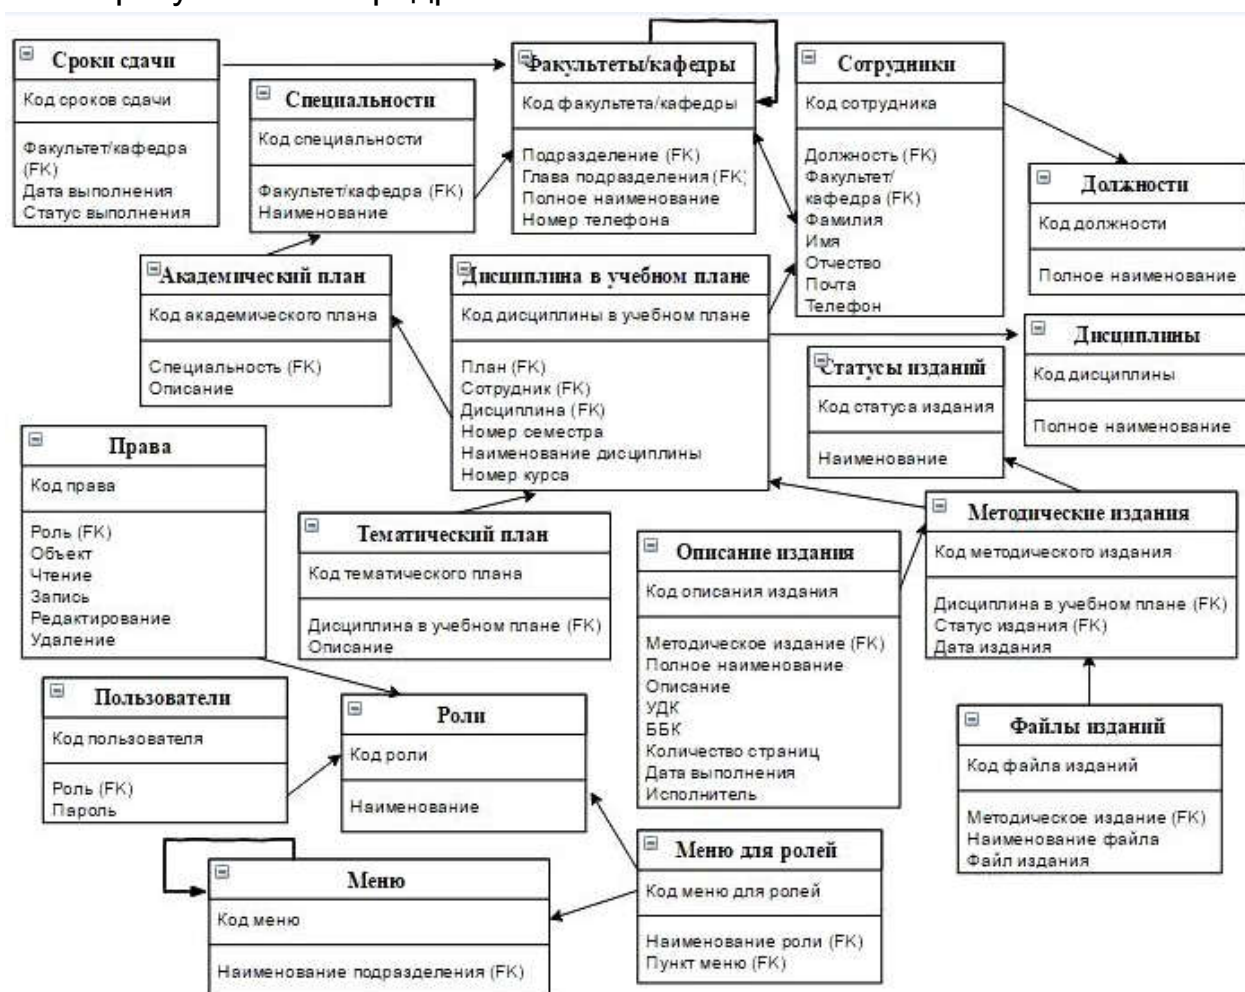 Сроки сдачи
Код сроков сдачи
Факультет/кафедра
(FK)
Дата выполнения
Статус выполнения
Специальности
Код специальности
Факультет/кафедра (FK)
Наименование
Факультеты/кафедры
Код факультета/кафедры
Подразделение (FK)
Глава подразделения (FK)
Полное наименование
Номер телефона
Сотрудники
Код сотрудника
Должность (FK)
Факультет/
кафедра (FK)
Фамилия
Имя
Отчество
Почта
Телефон
Должности
Код должности
Полное наименование
Академический план
Код академического плана
Специальность (FK)
Описание
Дисциплина в учебном плане
Код дисциплины в учебном плане
План (FK)
Сотрудник (FK)
Дисциплина (FK)
Номер семестра
Наименование дисциплины
Номер курса
Статусы изданий
Код статуса издания
Наименование
Дисциплины
Код дисциплины
Полное наименование
Права
Код права
Роль (FK)
Объект
Чтение
Запись
Редактирование
Удаление
Тематический план
Код тематического плана
Дисциплина в учебном плане (FK)
Описание
Описание издания
Код описания издания
Методическое издание (FK)
Полное наименование
Описание
УДК
ББК
Количество страниц
Дата выполнения
Исполнитель
Методические издания
Код методического издания
Дисциплина в учебном плане (FK)
Статус издания (FK)
Дата издания
Пользователи
Код пользователя
Роль (FK)
Пароль
Роли
Код роли
Наименование
Файлы изданий
Код файла изданий
Методическое издание (FK)
Наименование файла
Файл издания
Меню
Код меню
Наименование подразделения (FK)
Меню для ролей
Код меню для ролей
Наименование роли (FK)
Пункт меню (FK)